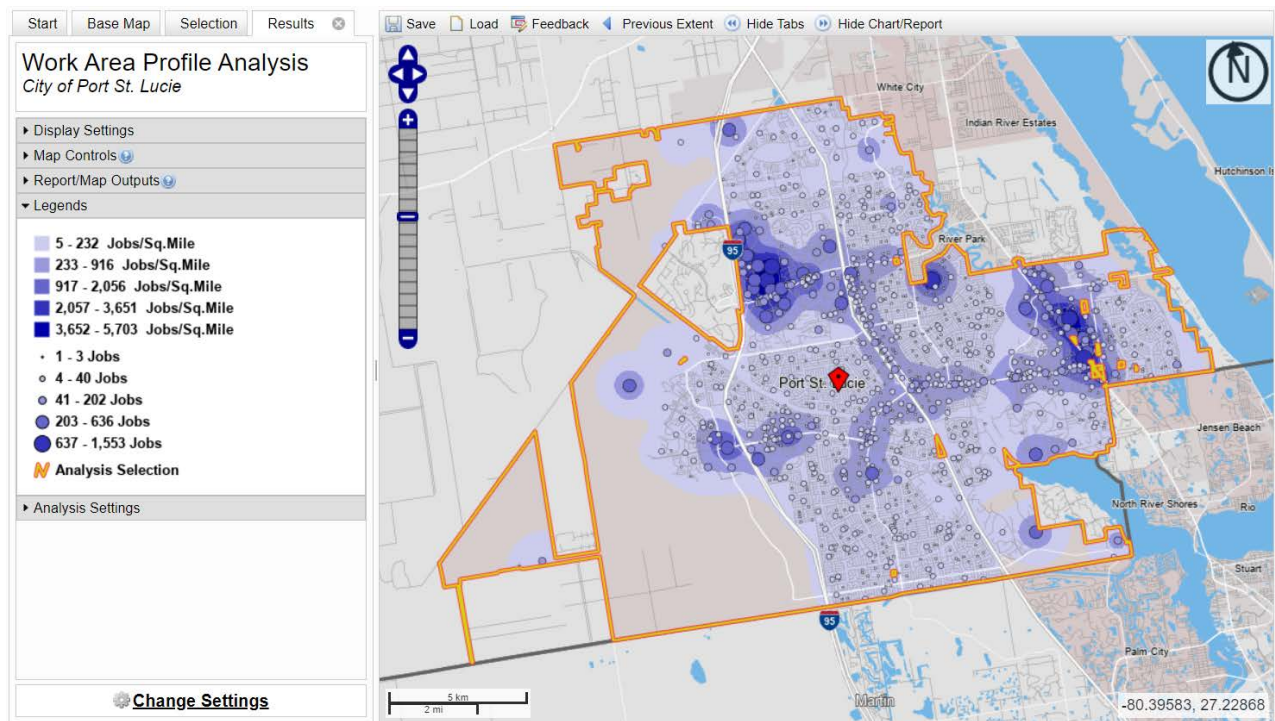 Start Base Map Selection Results
Save Load Feedback Previous Extent Hide Tabs Hide Chart/Report
Work Area Profile Analysis
City of Port St. Lucie
Display Settings
Map Controls
Report/Map Outputs
Legends
5 - 232 Jobs/Sq.Mile
233 - 916 Jobs/Sq.Mile
917 - 2,056 Jobs/Sq.Mile
2,057 - 3,651 Jobs/Sq.Mile
3,652 - 5,703 Jobs/Sq.Mile
1 - 3 Jobs
4 - 40 Jobs
41 - 202 Jobs
203 - 636 Jobs
637 - 1,553 Jobs
Analysis Selection
Analysis Settings
Change Settings
N
White City
Indian River Estates
Hutchinson
River Park
95
Port St. Lucie
Jensen Beach
North River Shores
Rio
Stuart
95
Palm City
Martin
5 km
2 mi
-80.39583, 27.22868